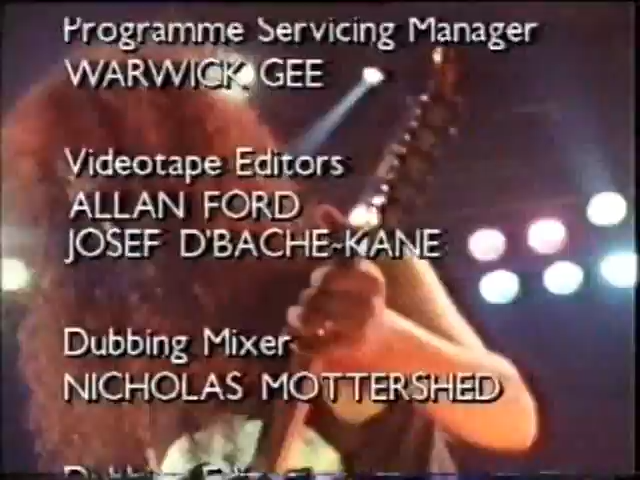 Programme Servicing Manager
WARWICK GEE
Videotape Editors
ALLAN FORD
JOSEF D'BACHE-KANE
Dubbing Mixer
NICHOLAS MOTTERSHED